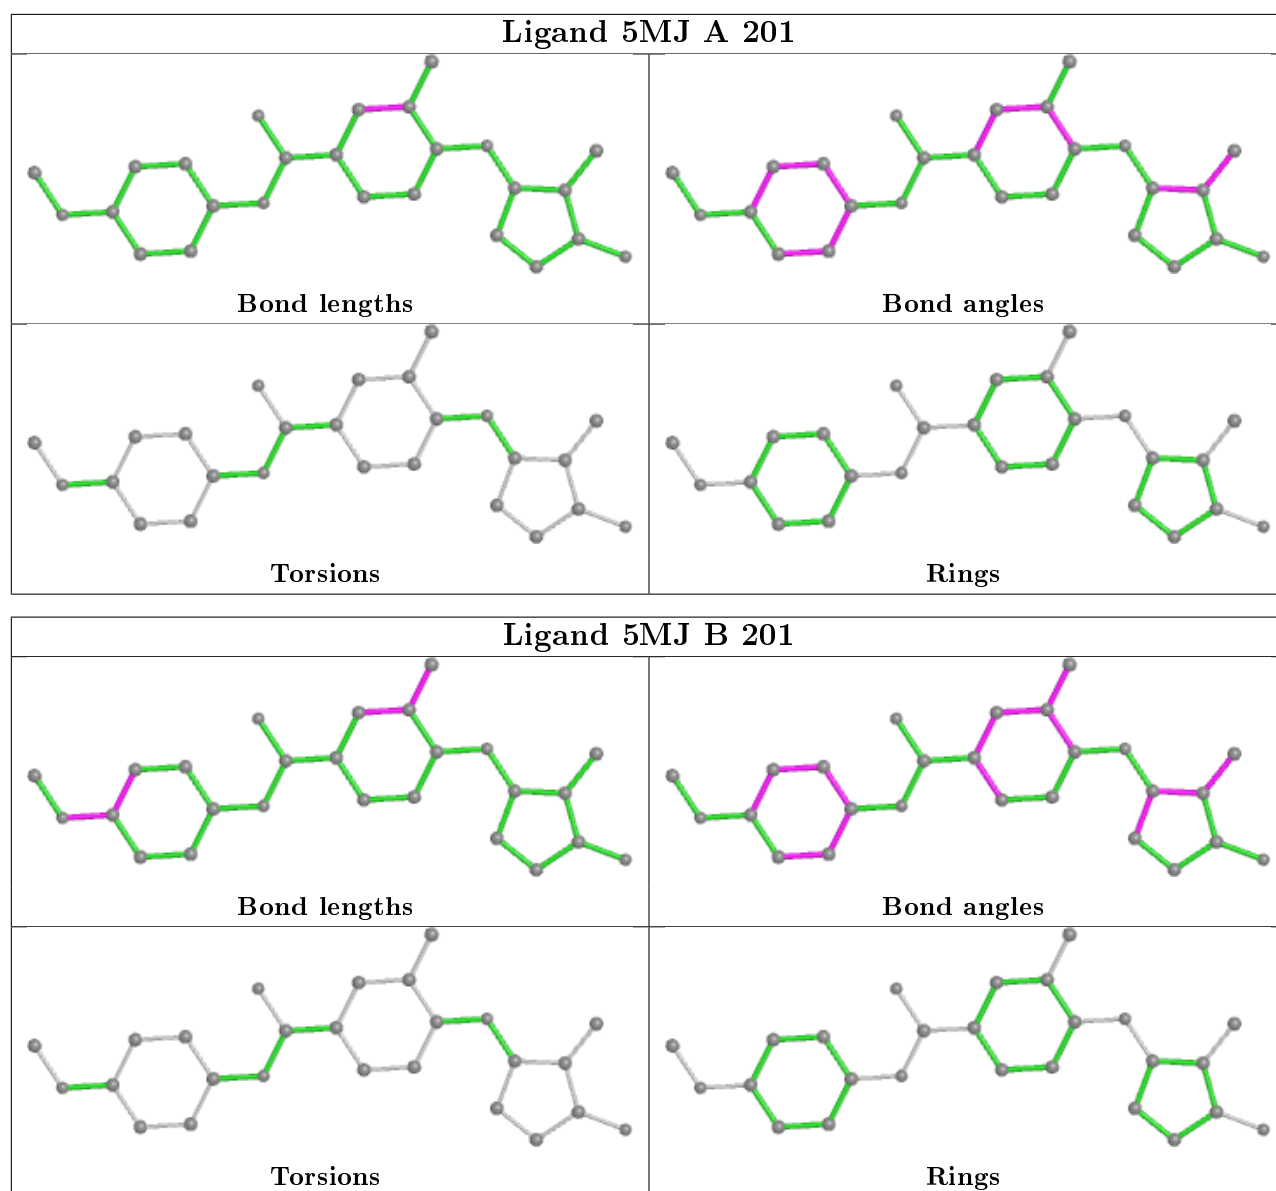 Ligand 5MJ A 201
Bond lengths
Bond angles
Torsions
Rings
Ligand 5MJ B 201
Bond lengths
Bond angles
Torsions
Rings